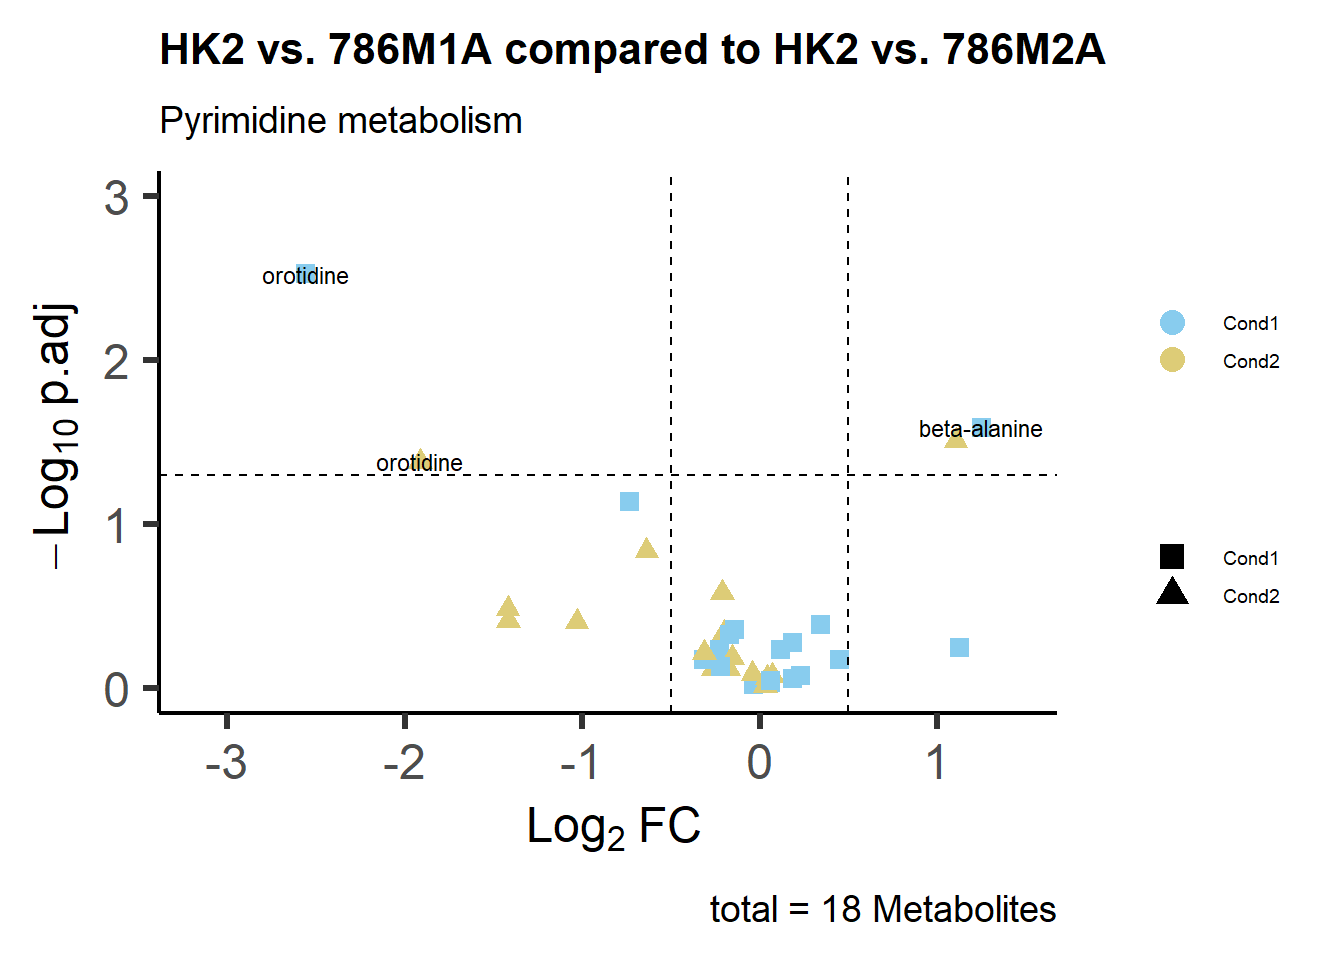 HK2 vs. 786M1A compared to HK2 vs. 786M2A
Pyrimidine metabolism
3
2
1
0
−Log10 p.adj
orotidine
beta-alanine
orotidine
-3
-2
-1
0
1
Log2 FC
Cond1
Cond2
Cond1
Cond2
total = 18 Metabolites